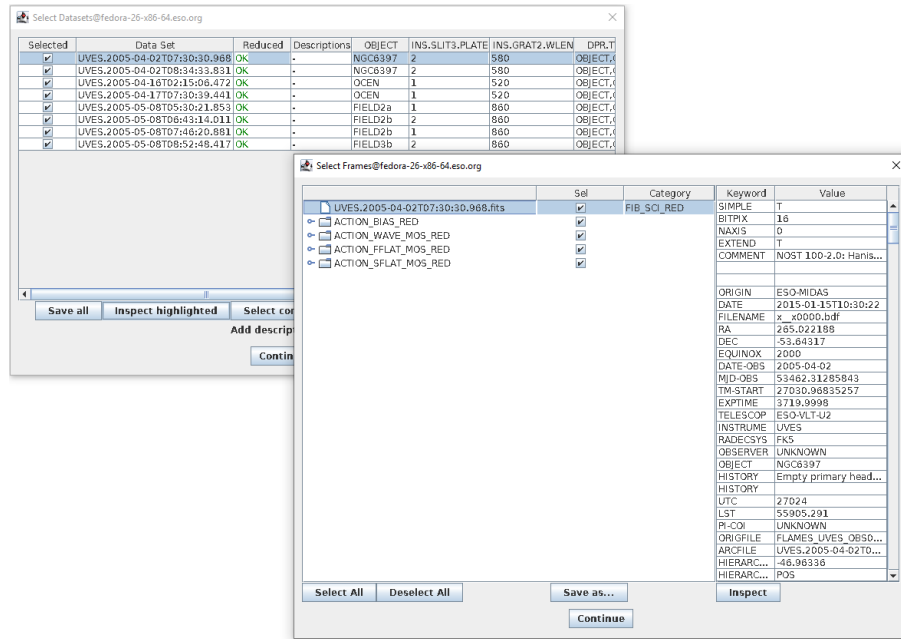 Select Datasets@fedora-26-x86-64.eso.org
Selected Data Set Reduced Descriptions OBJECT INS.SLIT3.PLATE INS.GRAT2.WLEN DPR.T
UVES.2005-04-02T07:30:30.968 OK - NGC6397 2 580 OBJECT,
UVES.2005-04-02T08:34:33.831 OK - NGC6397 2 580 OBJECT,
UVES.2005-04-16T02:15:06.472 OK - OCEN 1 520 OBJECT,
UVES.2005-04-17T07:30:39.441 OK - OCEN 1 520 OBJECT,
UVES.2005-05-08T05:30:21.853 OK - FIELD2a 1 860 OBJECT,
UVES.2005-05-08T06:43:14.011 OK - FIELD2b 2 860 OBJECT,
UVES.2005-05-08T07:46:20.881 OK - FIELD2b 1 860 OBJECT,
UVES.2005-05-08T08:52:48.417 OK - FIELD3b 2 860 OBJECT,
Save all Inspect highlighted Select co
Add descrip
Contin
Select Frames@fedora-26-x86-64.eso.org
Sel Category Keyword Value
UVES.2005-04-02T07:30:30.968.fits FIB_SCI_RED
ACTION_BIAS_RED
ACTION_WAVE_MOS_RED
ACTION_FFLAT_MOS_RED
ACTION_SFLAT_MOS_RED
SIMPLE T
BITPIX 16
NAXIS 0
EXTEND T
COMMENT NOST 100-2.0: Hanis...
ORIGIN ESO-MIDAS
DATE 2015-01-15T10:30:22
FILENAME x__x0000.bdf
RA 265.022188
DEC -53.64317
EQUINOX 2000
DATE-OBS 2005-04-02
MJD-OBS 53462.31285843
TM-START 27030.96835257
EXPTIME 3719.9998
TELESCOP ESO-VLT-U2
INSTRUME UVES
RADECSYS FK5
OBSERVER UNKNOWN
OBJECT NGC6397
HISTORY Empty primary head...
HISTORY
UTC 27024
LST 55905.291
PI-COI UNKNOWN
ORIGFILE FLAMES_UVES_OBS0...
ARCFILE UVES.2005-04-02T0...
HIERARC... -46.96336
HIERARC... POS
Select All Deselect All Save as... Inspect
Continue